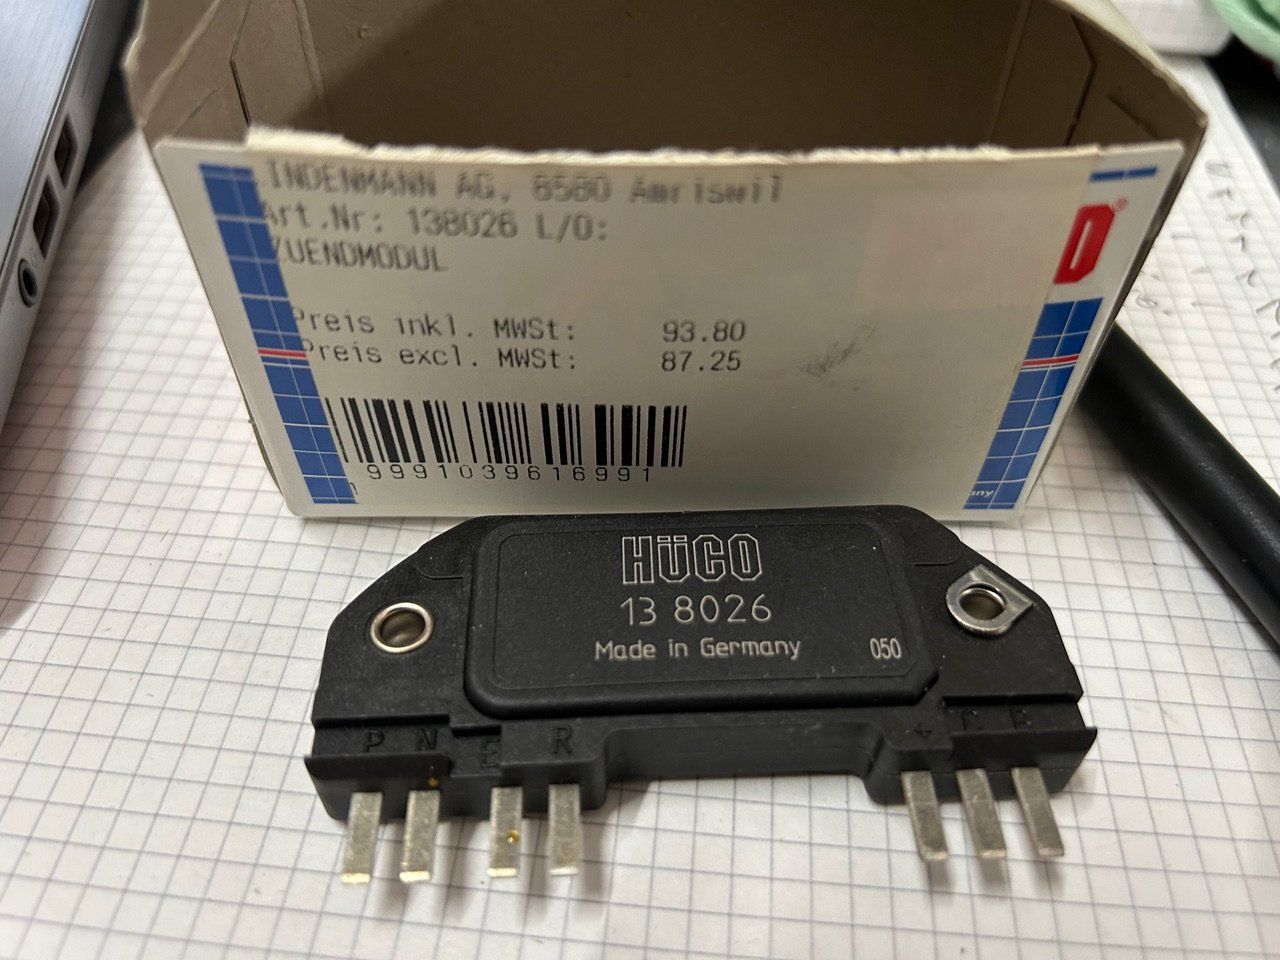 INDENMANN AG, 8580 Amriswil
Art.Nr: 138026 L/O:
ZUENDMODUL
Preis inkl. MWSt: 93.80
Preis excl. MWSt: 87.25
9991039616991
O®
any
HÜCO
13 8026
Made in Germany 050
P N E R + C B